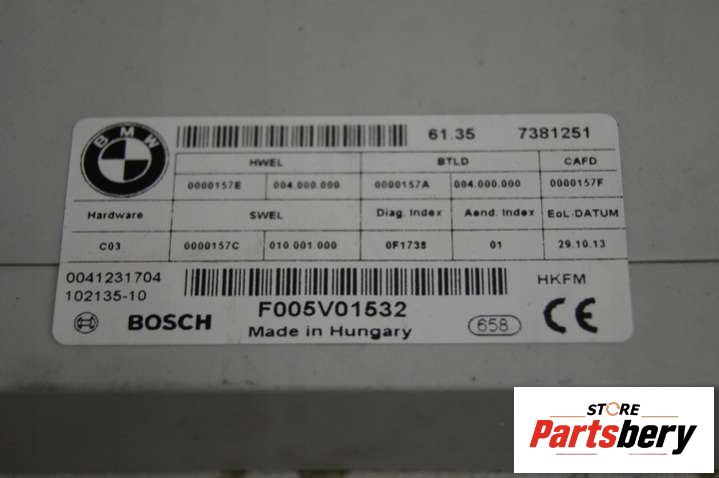 BMW 61.35 7381251
HWEL BTLD CAFD
0000157E 004.000.000 0000157A 004.000.000 0000157F
Hardware SWEL Diag. Index Aend. Index EoL-DATUM
C03 0000157C 010.001.000 0F1738 01 29.10.13
0041231704 HKFM
102135-10
BOSCH F005V01532 658 CE
Made in Hungary
STORE
Partsbery